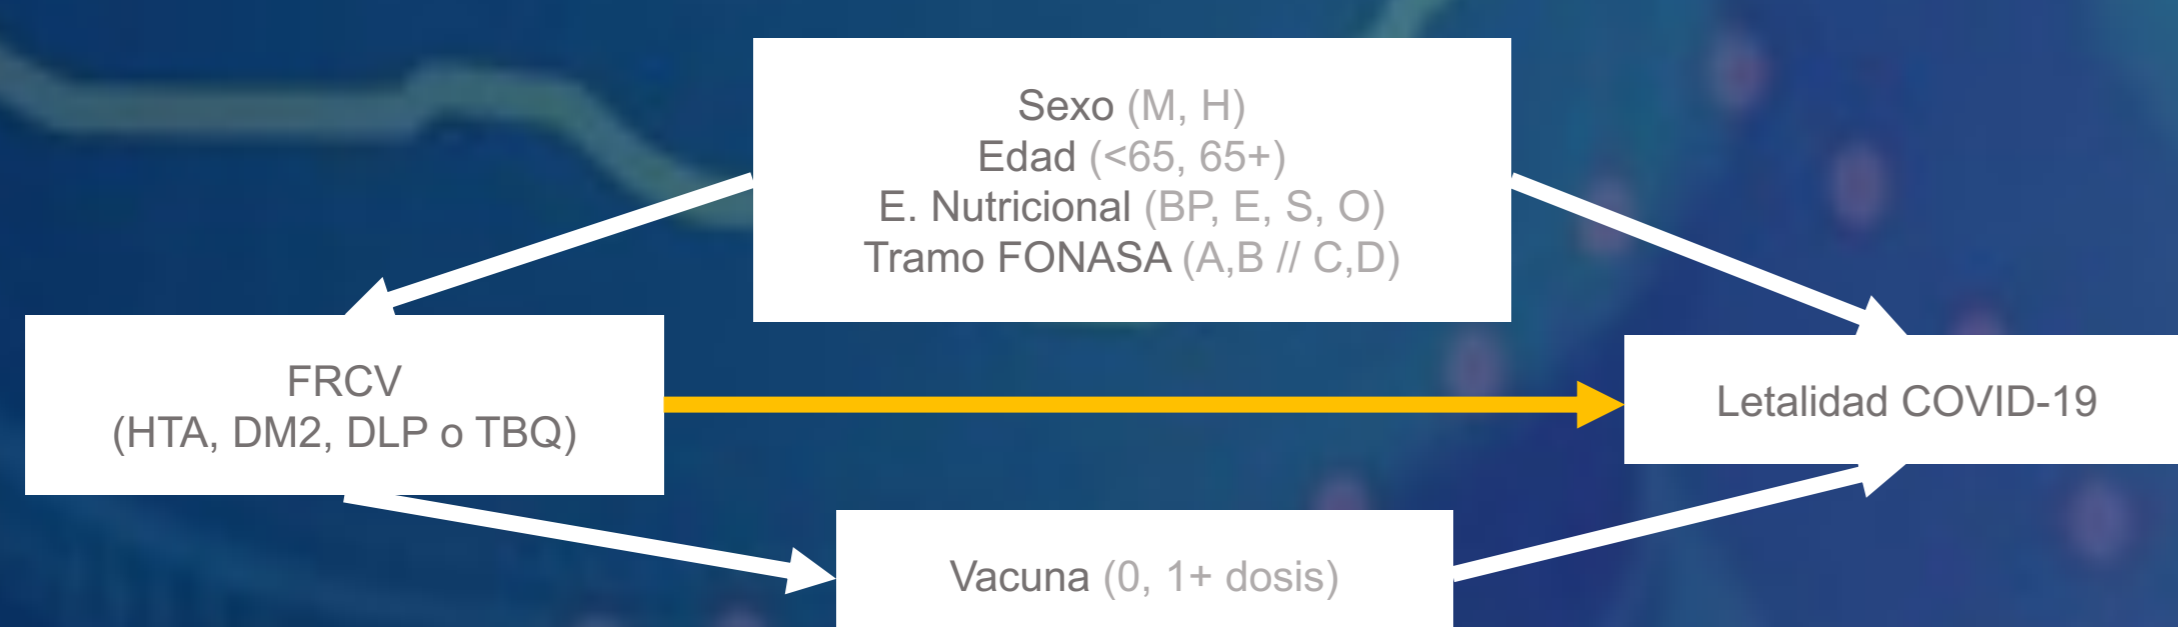 Sexo (M, H)
Edad (<65, 65+)
E. Nutricional (BP, E, S, O)
Tramo FONASA (A,B // C,D)
FRCV
(HTA, DM2, DLP o TBQ)
Letalidad COVID-19
Vacuna (0, 1+ dosis)